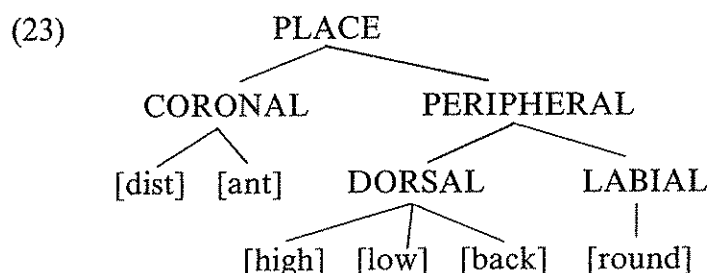 (23) PLACE
CORONAL PERIPHERAL
[dist] [ant] DORSAL LABIAL
[high] [low] [back] [round]